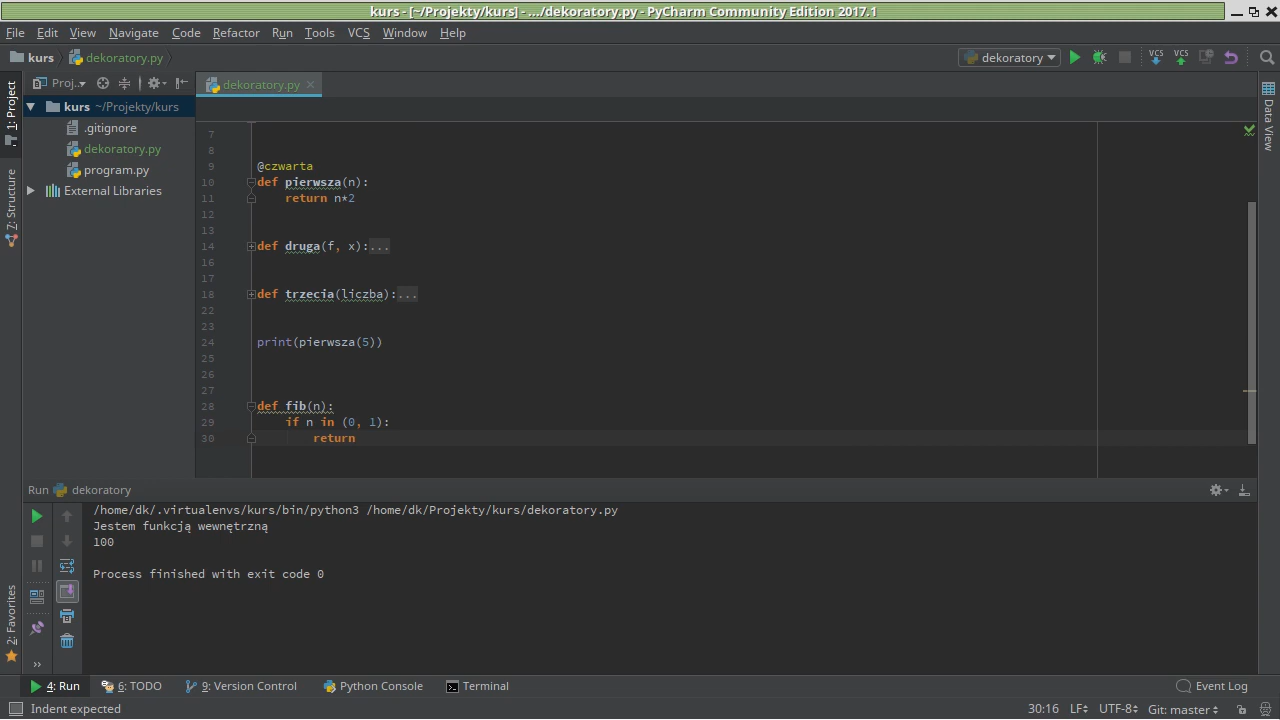 kurs - [~/Projekty/kurs] - .../dekoratory.py - PyCharm Community Edition 2017.1
File Edit View Navigate Code Refactor Run Tools VCS Window Help
kurs dekoratory.py dekoratory VCS VCS
1: Project
7: Structure
2: Favorites
Proj..
kurs ~/Projekty/kurs
.gitignore
dekoratory.py
program.py
External Libraries
dekoratory.py
7
8
9 @czwarta
10 def pierwsza(n):
11 return n*2
12
13
14 def druga(f, x):...
16
17
18 def trzecia(liczba):...
22
23
24 print(pierwsza(5))
25
26
27
28 def fib(n):
29 if n in (0, 1):
30 return
Data View
Run dekoratory
/home/dk/.virtualenvs/kurs/bin/python3 /home/dk/Projekty/kurs/dekoratory.py
Jestem funkcją wewnętrzną
100
Process finished with exit code 0
4: Run 6: TODO 9: Version Control Python Console Terminal Event Log
Indent expected 30:16 LF UTF-8 Git: master